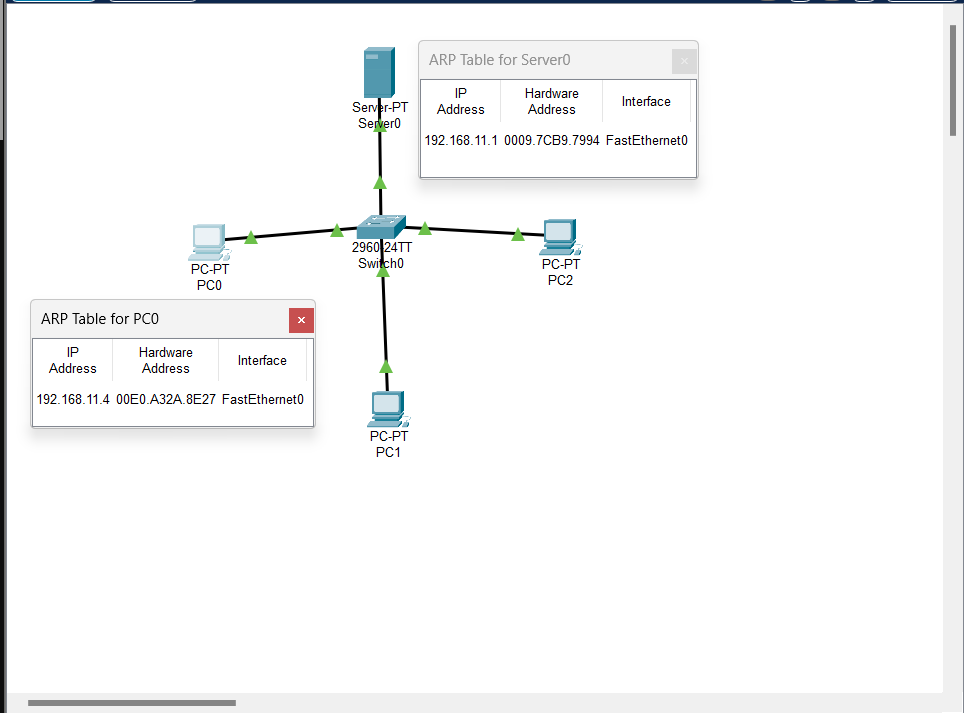 Server-PT
Server0
ARP Table for Server0
IP Address Hardware Address Interface
192.168.11.1 0009.7CB9.7994 FastEthernet0
PC-PT
PC0
2960-24TT
Switch0
PC-PT
PC2
ARP Table for PC0
IP Address Hardware Address Interface
192.168.11.4 00E0.A32A.8E27 FastEthernet0
PC-PT
PC1